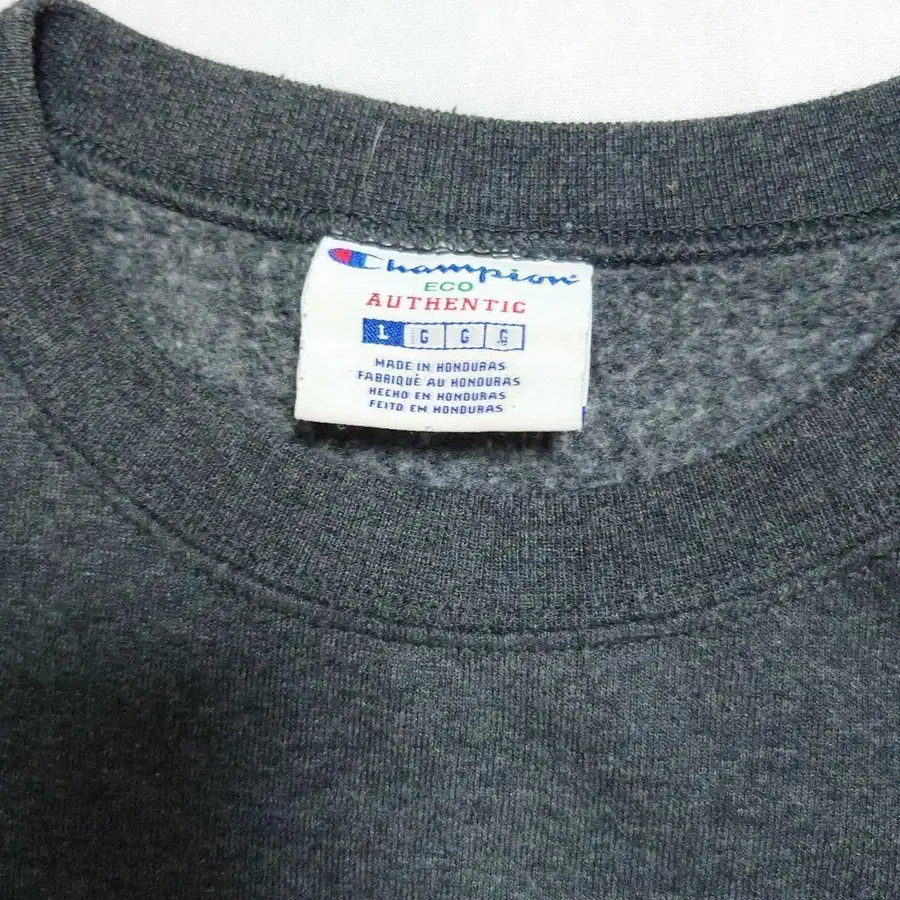 Champion
ECO
AUTHENTIC
L G G G
MADE IN HONDURAS
FABRIQUÉ AU HONDURAS
HECHO EN HONDURAS
FEITO EM HONDURAS